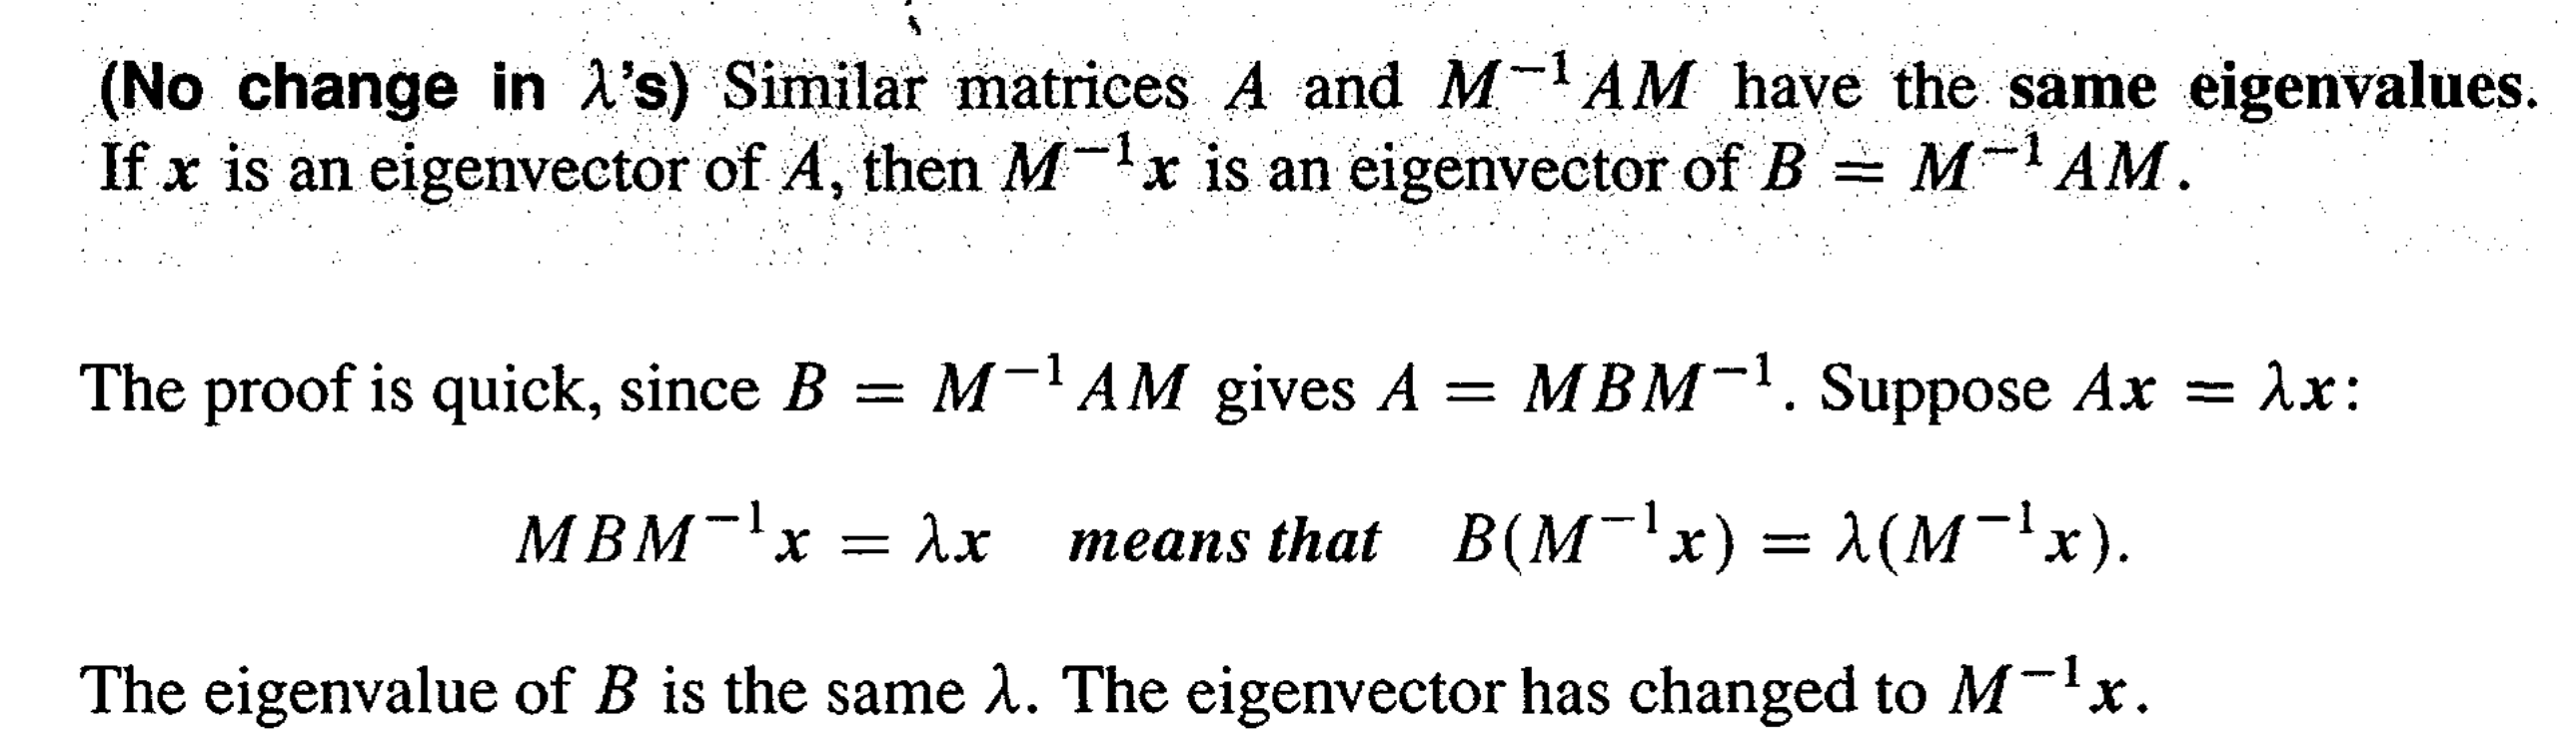 (No change in λ's) Similar matrices A and M⁻¹AM have the same eigenvalues.
If x is an eigenvector of A, then M⁻¹x is an eigenvector of B = M⁻¹AM.
The proof is quick, since B = M⁻¹AM gives A = MBM⁻¹. Suppose Ax = λx:
MBM⁻¹x = λx means that B(M⁻¹x) = λ(M⁻¹x).
The eigenvalue of B is the same λ. The eigenvector has changed to M⁻¹x.